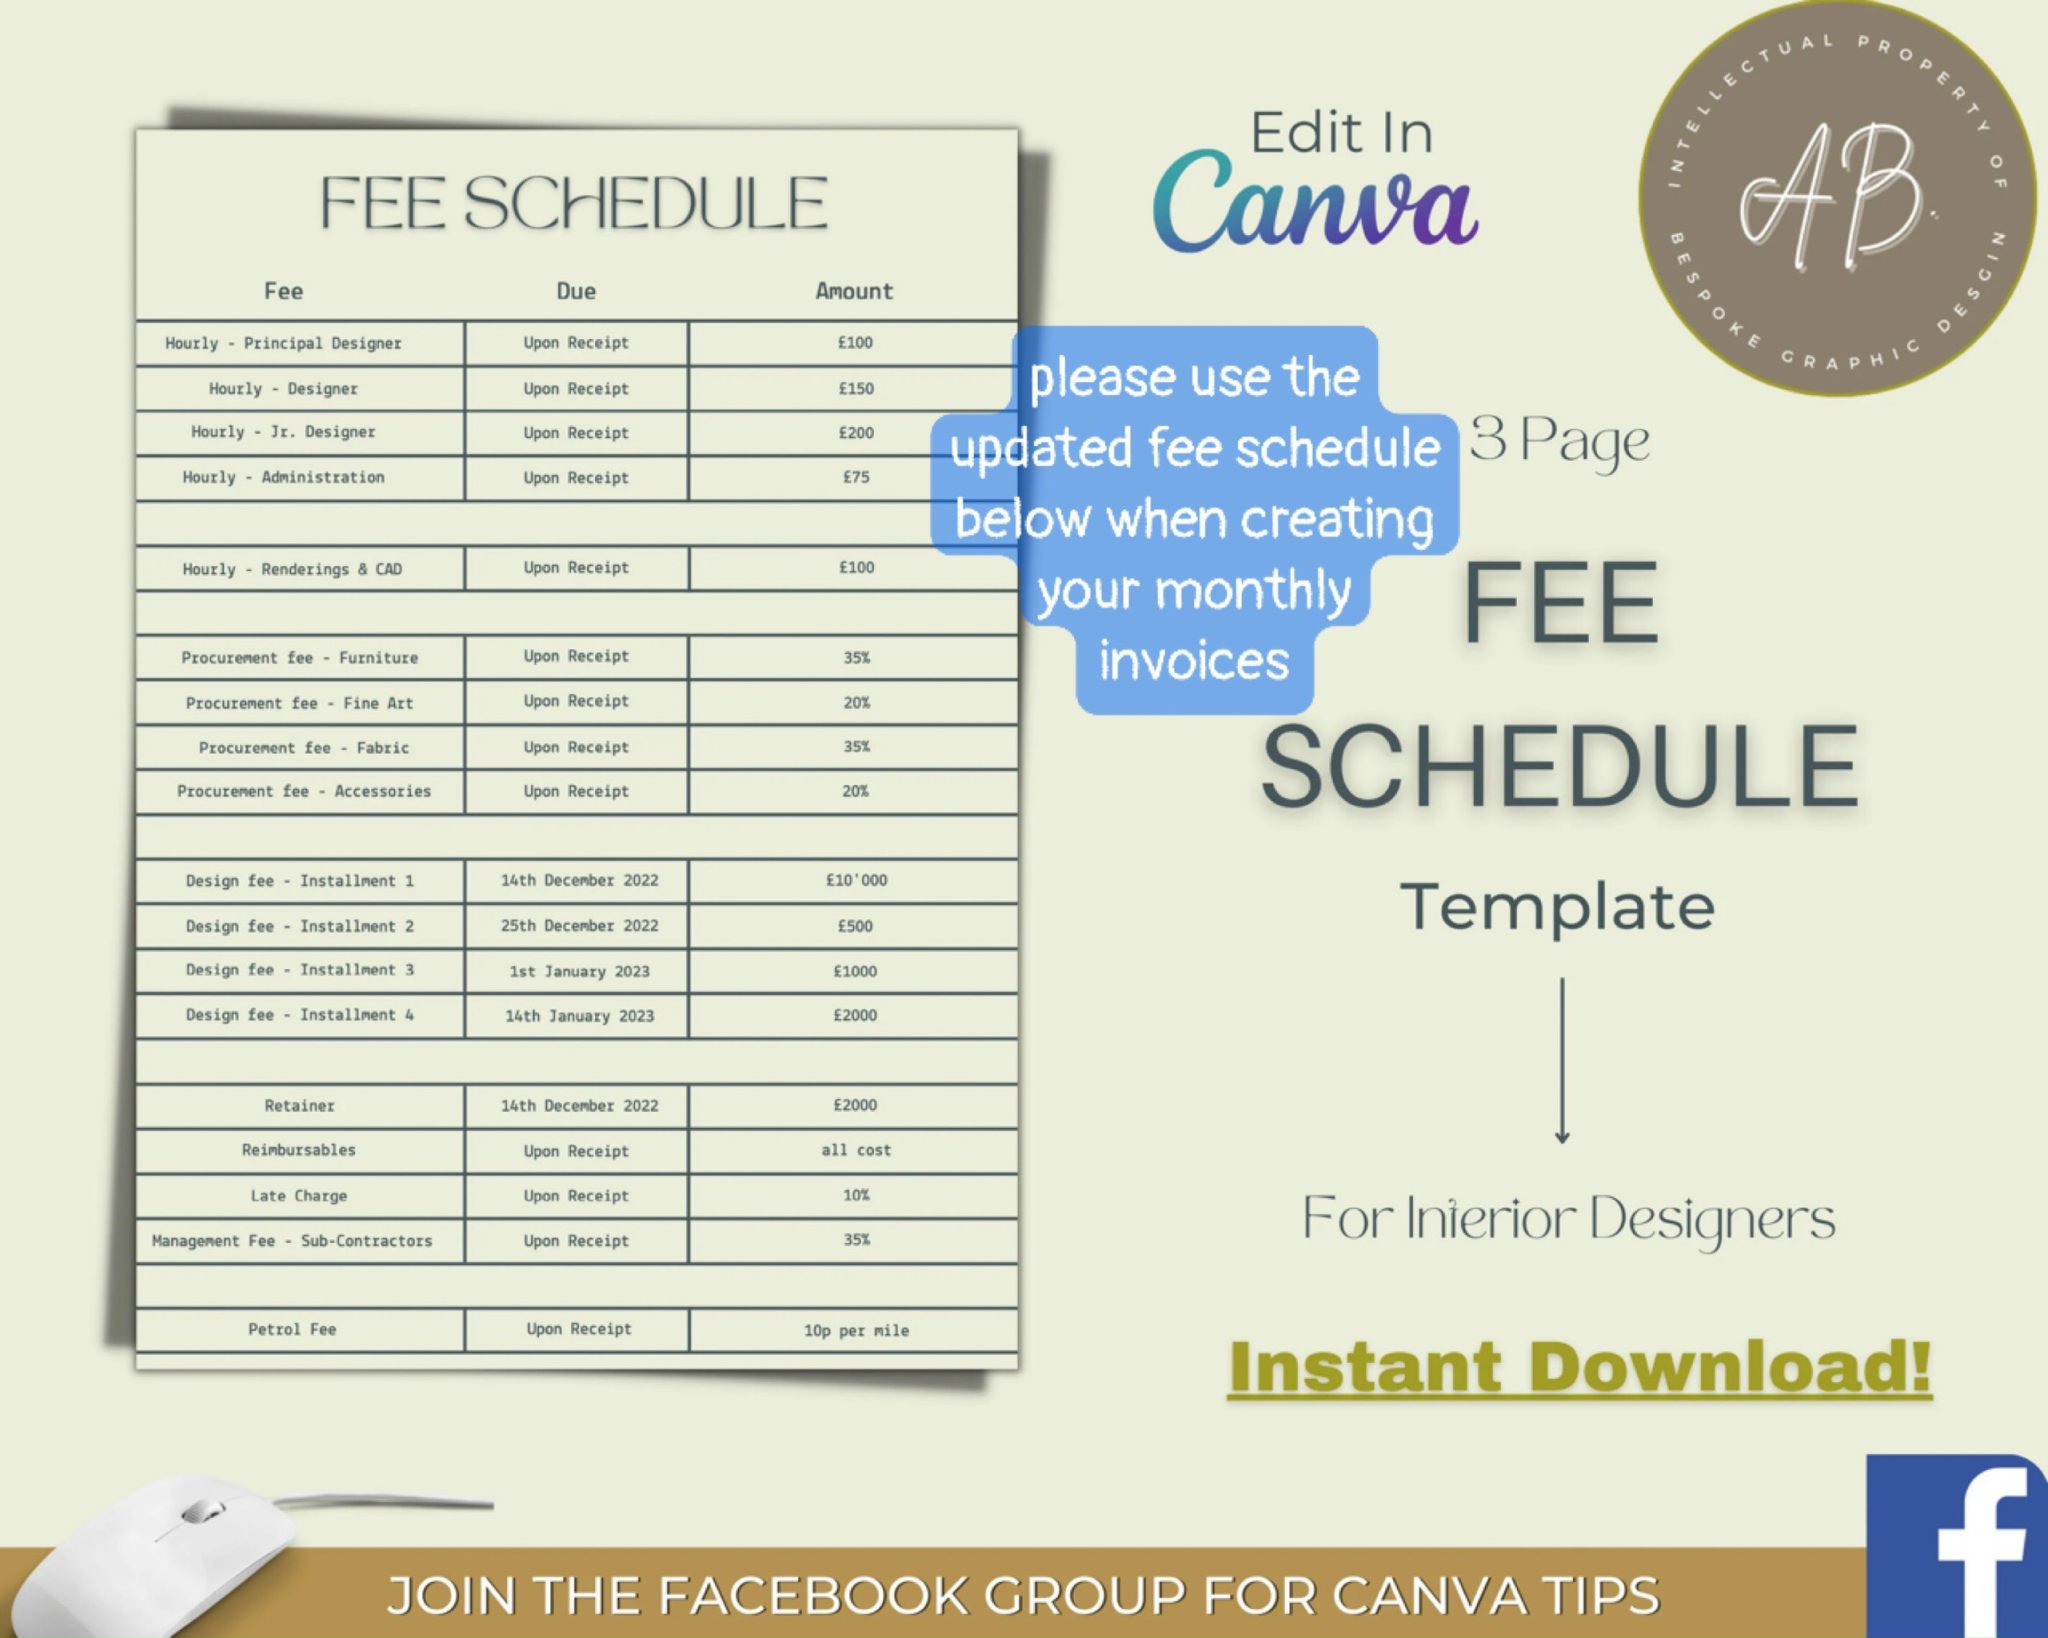 FEE SCHEDULE
Fee Due Amount
Hourly - Principal Designer Upon Receipt £100
Hourly - Designer Upon Receipt £150
Hourly - Jr. Designer Upon Receipt £200
Hourly - Administration Upon Receipt £75
Hourly - Renderings & CAD Upon Receipt £100
Procurement fee - Furniture Upon Receipt 35%
Procurement fee - Fine Art Upon Receipt 20%
Procurement fee - Fabric Upon Receipt 35%
Procurement fee - Accessories Upon Receipt 20%
Design fee - Installment 1 14th December 2022 £10'000
Design fee - Installment 2 25th December 2022 £500
Design fee - Installment 3 1st January 2023 £1000
Design fee - Installment 4 14th January 2023 £2000
Retainer 14th December 2022 £2000
Reimbursables Upon Receipt all cost
Late Charge Upon Receipt 10%
Management Fee - Sub-Contractors Upon Receipt 35%
Petrol Fee Upon Receipt 10p per mile
Edit In
Canva
INTELLECTUAL PROPERTY OF
A.B.
BESPOKE GRAPHIC DESGIN
please use the
updated fee schedule
below when creating
your monthly
invoices
3 Page
FEE
SCHEDULE
Template
For Interior Designers
Instant Download!
JOIN THE FACEBOOK GROUP FOR CANVA TIPS
f